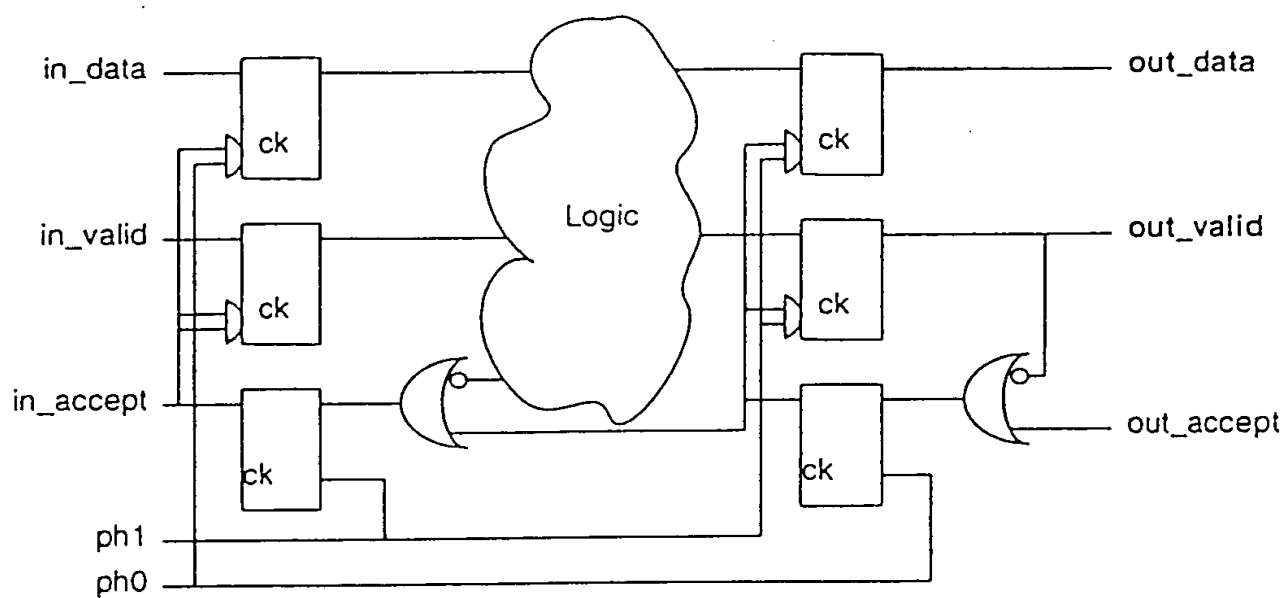 in_data
ck
ck
out_data
in_valid
Logic
out_valid
ck
ck
in_accept
out_accept
ck
ck
ph1
ph0